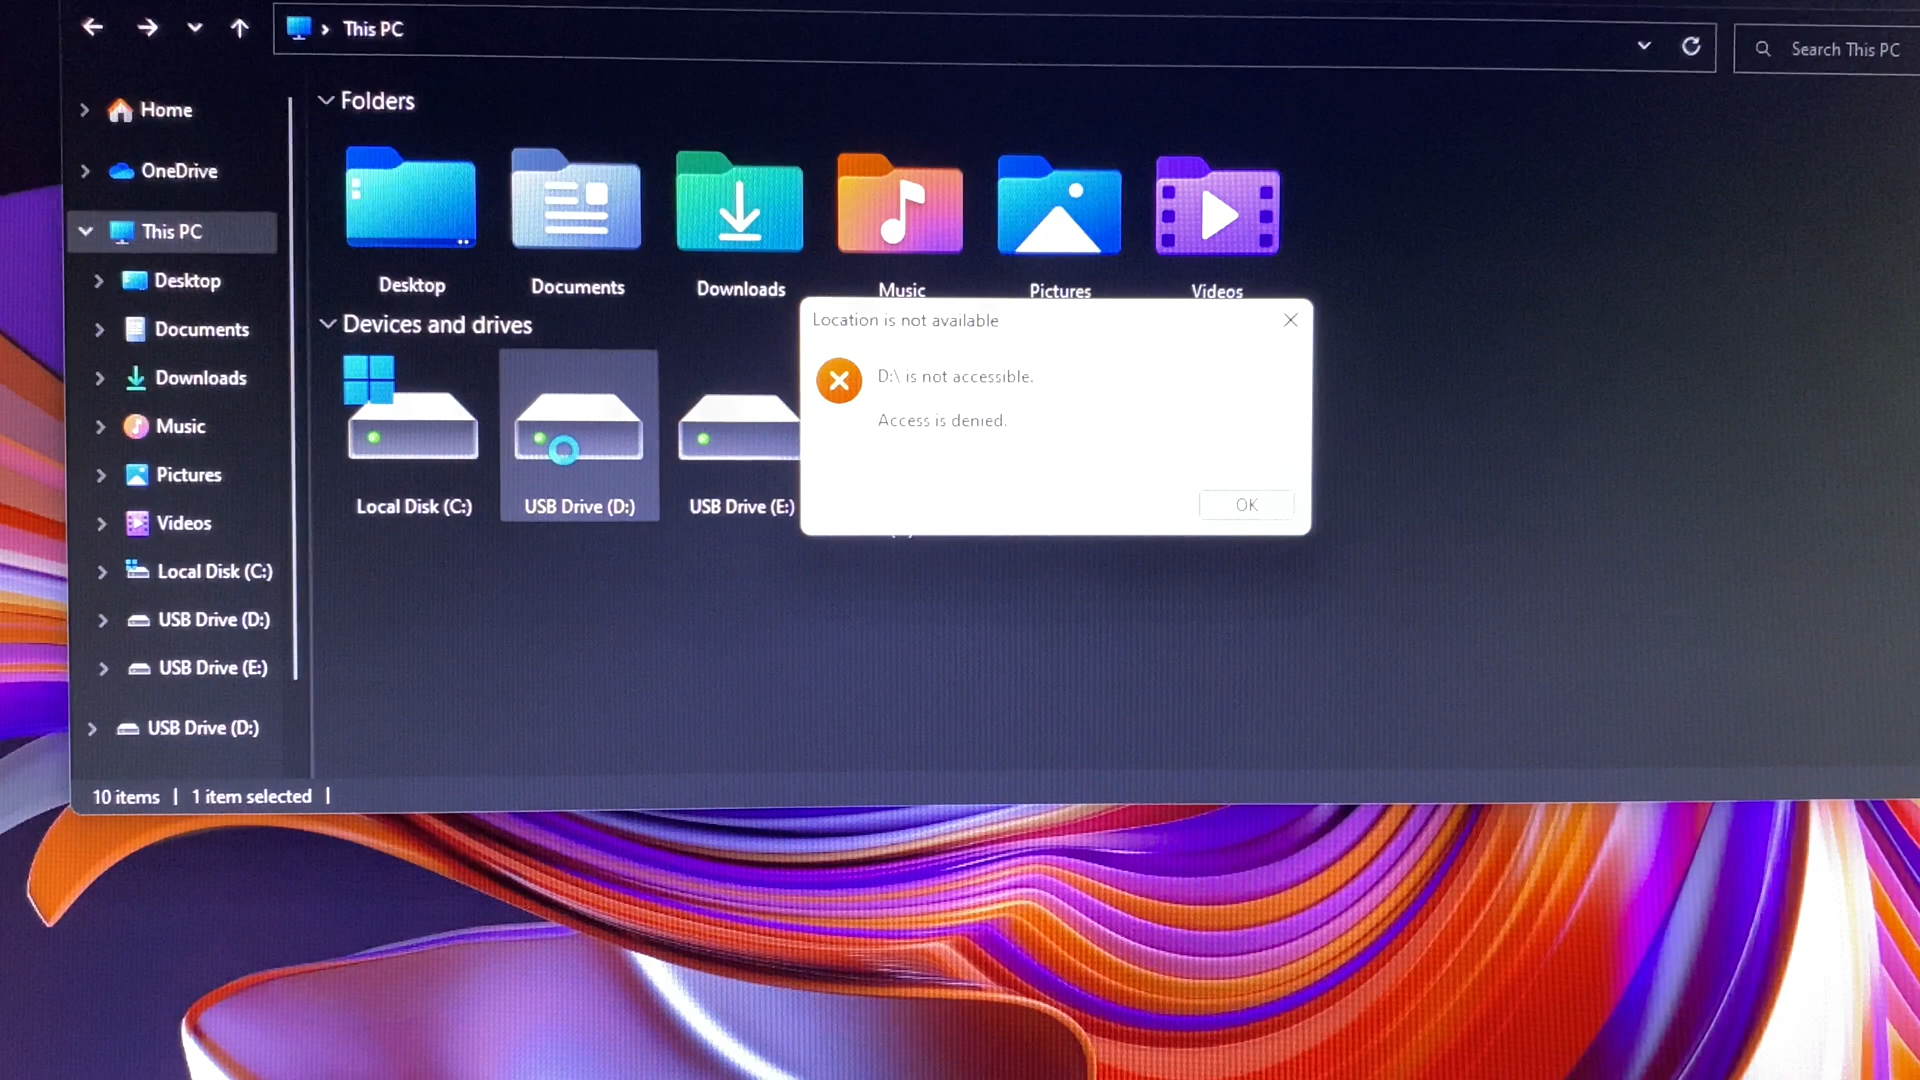 This PC
Search This PC
Home
OneDrive
This PC
Desktop
Documents
Downloads
Music
Pictures
Videos
Local Disk (C:)
USB Drive (D:)
USB Drive (E:)
USB Drive (D:)
Folders
Desktop Documents Downloads Music Pictures Videos
Devices and drives
Local Disk (C:) USB Drive (D:) USB Drive (E:)
Location is not available
D:\ is not accessible.
Access is denied.
OK
10 items | 1 item selected |